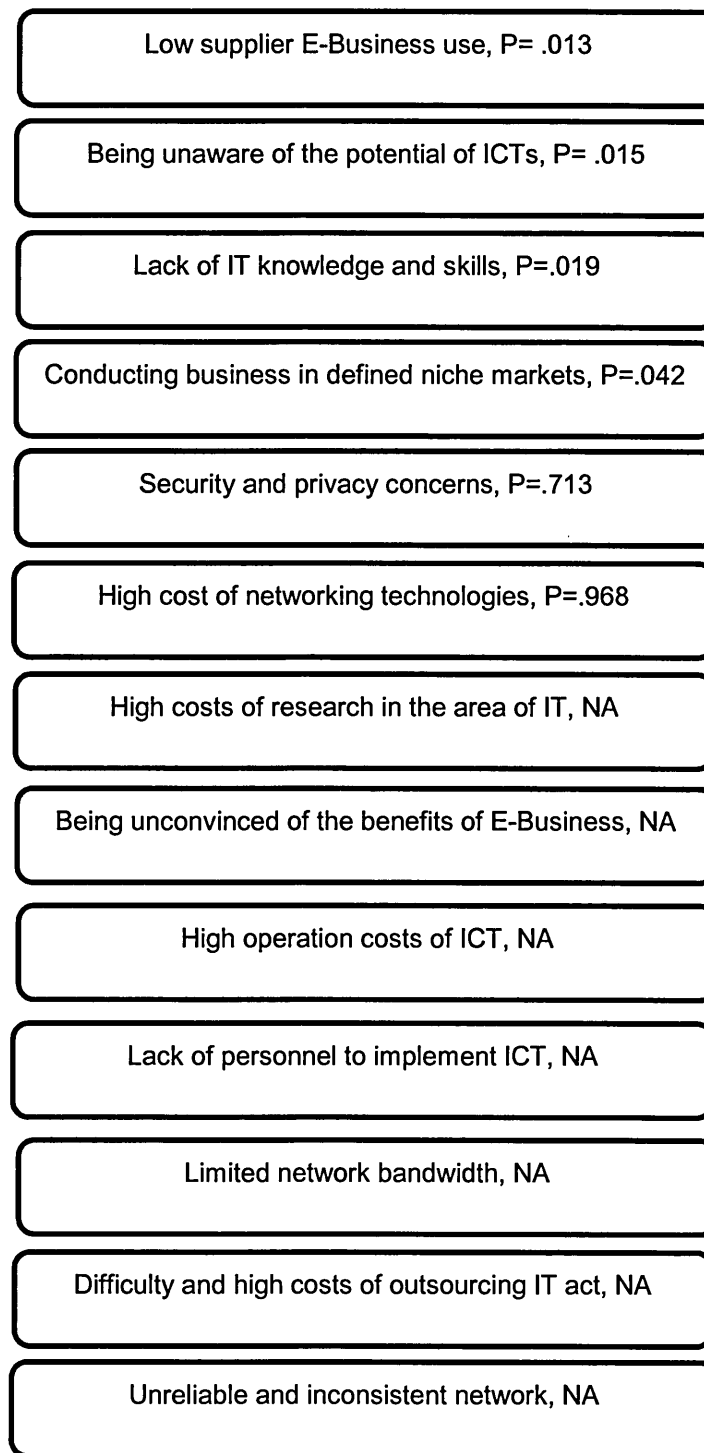 Low supplier E-Business use, P= .013
Being unaware of the potential of ICTs, P= .015
Lack of IT knowledge and skills, P=.019
Conducting business in defined niche markets, P=.042
Security and privacy concerns, P=.713
High cost of networking technologies, P=.968
High costs of research in the area of IT, NA
Being unconvinced of the benefits of E-Business, NA
High operation costs of ICT, NA
Lack of personnel to implement ICT, NA
Limited network bandwidth, NA
Difficulty and high costs of outsourcing IT act, NA
Unreliable and inconsistent network, NA